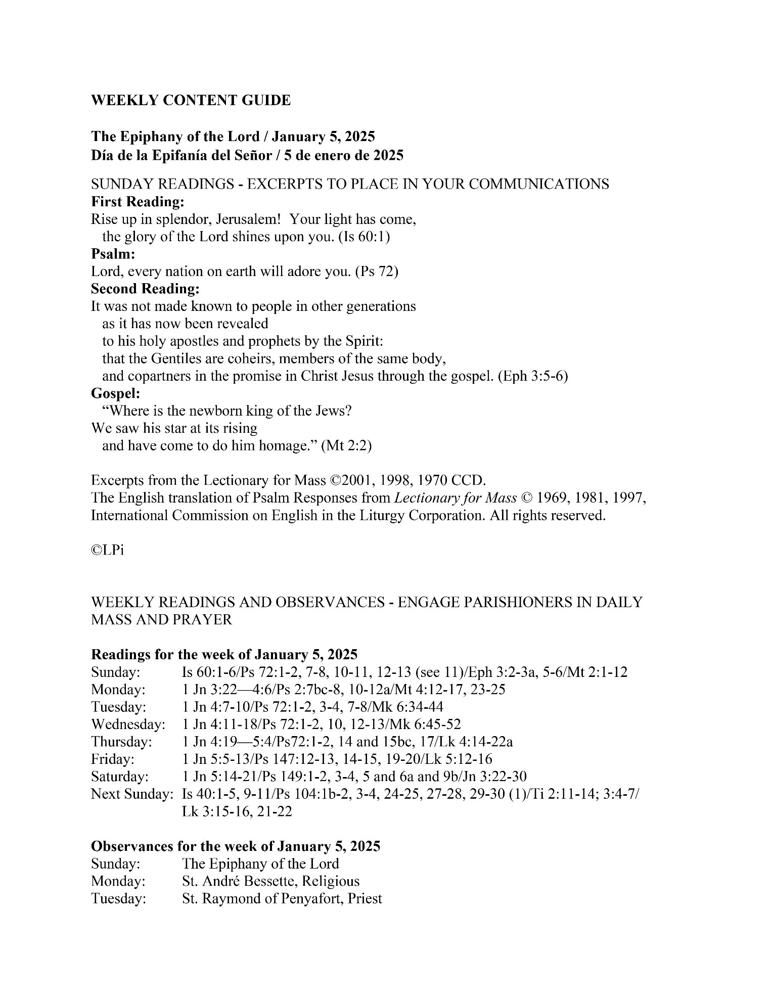 WEEKLY CONTENT GUIDE
The Epiphany of the Lord / January 5, 2025
Día de la Epifanía del Señor / 5 de enero de 2025
SUNDAY READINGS - EXCERPTS TO PLACE IN YOUR COMMUNICATIONS
First Reading:
Rise up in splendor, Jerusalem!  Your light has come,
the glory of the Lord shines upon you. (Is 60:1)
Psalm:
Lord, every nation on earth will adore you. (Ps 72)
Second Reading:
It was not made known to people in other generations
as it has now been revealed
to his holy apostles and prophets by the Spirit:
that the Gentiles are coheirs, members of the same body,
and copartners in the promise in Christ Jesus through the gospel. (Eph 3:5-6)
Gospel:
“Where is the newborn king of the Jews?
We saw his star at its rising
and have come to do him homage.” (Mt 2:2)
Excerpts from the Lectionary for Mass ©2001, 1998, 1970 CCD.
The English translation of Psalm Responses from Lectionary for Mass © 1969, 1981, 1997,
International Commission on English in the Liturgy Corporation. All rights reserved.
©LPi
WEEKLY READINGS AND OBSERVANCES - ENGAGE PARISHIONERS IN DAILY
MASS AND PRAYER
Readings for the week of January 5, 2025
Sunday: Is 60:1-6/Ps 72:1-2, 7-8, 10-11, 12-13 (see 11)/Eph 3:2-3a, 5-6/Mt 2:1-12
Monday: 1 Jn 3:22—4:6/Ps 2:7bc-8, 10-12a/Mt 4:12-17, 23-25
Tuesday: 1 Jn 4:7-10/Ps 72:1-2, 3-4, 7-8/Mk 6:34-44
Wednesday: 1 Jn 4:11-18/Ps 72:1-2, 10, 12-13/Mk 6:45-52
Thursday: 1 Jn 4:19—5:4/Ps72:1-2, 14 and 15bc, 17/Lk 4:14-22a
Friday: 1 Jn 5:5-13/Ps 147:12-13, 14-15, 19-20/Lk 5:12-16
Saturday: 1 Jn 5:14-21/Ps 149:1-2, 3-4, 5 and 6a and 9b/Jn 3:22-30
Next Sunday: Is 40:1-5, 9-11/Ps 104:1b-2, 3-4, 24-25, 27-28, 29-30 (1)/Ti 2:11-14; 3:4-7/
Lk 3:15-16, 21-22
Observances for the week of January 5, 2025
Sunday: The Epiphany of the Lord
Monday: St. André Bessette, Religious
Tuesday: St. Raymond of Penyafort, Priest